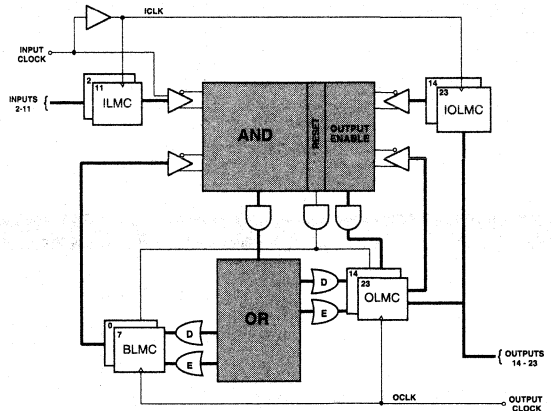 ICLK
INPUT
CLOCK
2
11
ILMC
INPUTS
2-11
AND
RESET
OUTPUT
ENABLE
14
23
IOLMC
OR
D
E
14
23
OLMC
0
7
BLMC
D
E
OUTPUTS
14 - 23
OCLK
OUTPUT
CLOCK